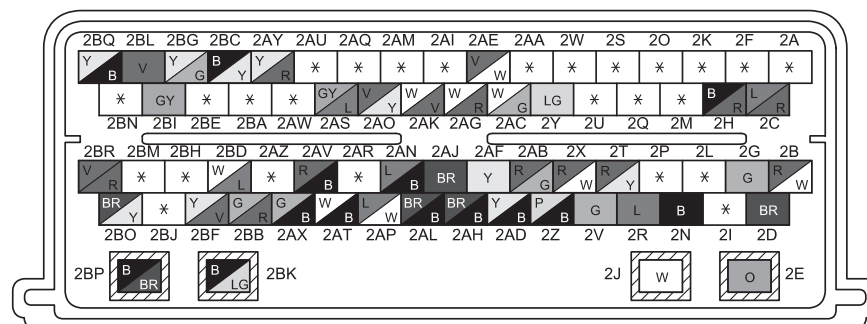 2BQ 2BL 2BG 2BC 2AY 2AU 2AQ 2AM 2AI 2AE 2AA 2W 2S 2O 2K 2F 2A
Y B V Y G B Y Y R * * * * V W * * * * * * *
* GY * * * GY L V Y W V W R W G LG * * * B R L R
2BN 2BI 2BE 2BA 2AW 2AS 2AO 2AK 2AG 2AC 2Y 2U 2Q 2M 2H 2C
2BR 2BM 2BH 2BD 2AZ 2AV 2AR 2AN 2AJ 2AF 2AB 2X 2T 2P 2L 2G 2B
V R * * W L * R B * L B BR Y R G R W R Y * * G R W
BR Y * Y V G R G B W B L W BR B BR B Y B P B G L B * BR
2BO 2BJ 2BF 2BB 2AX 2AT 2AP 2AL 2AH 2AD 2Z 2V 2R 2N 2I 2D
2BP B BR B LG 2BK 2J W O 2E